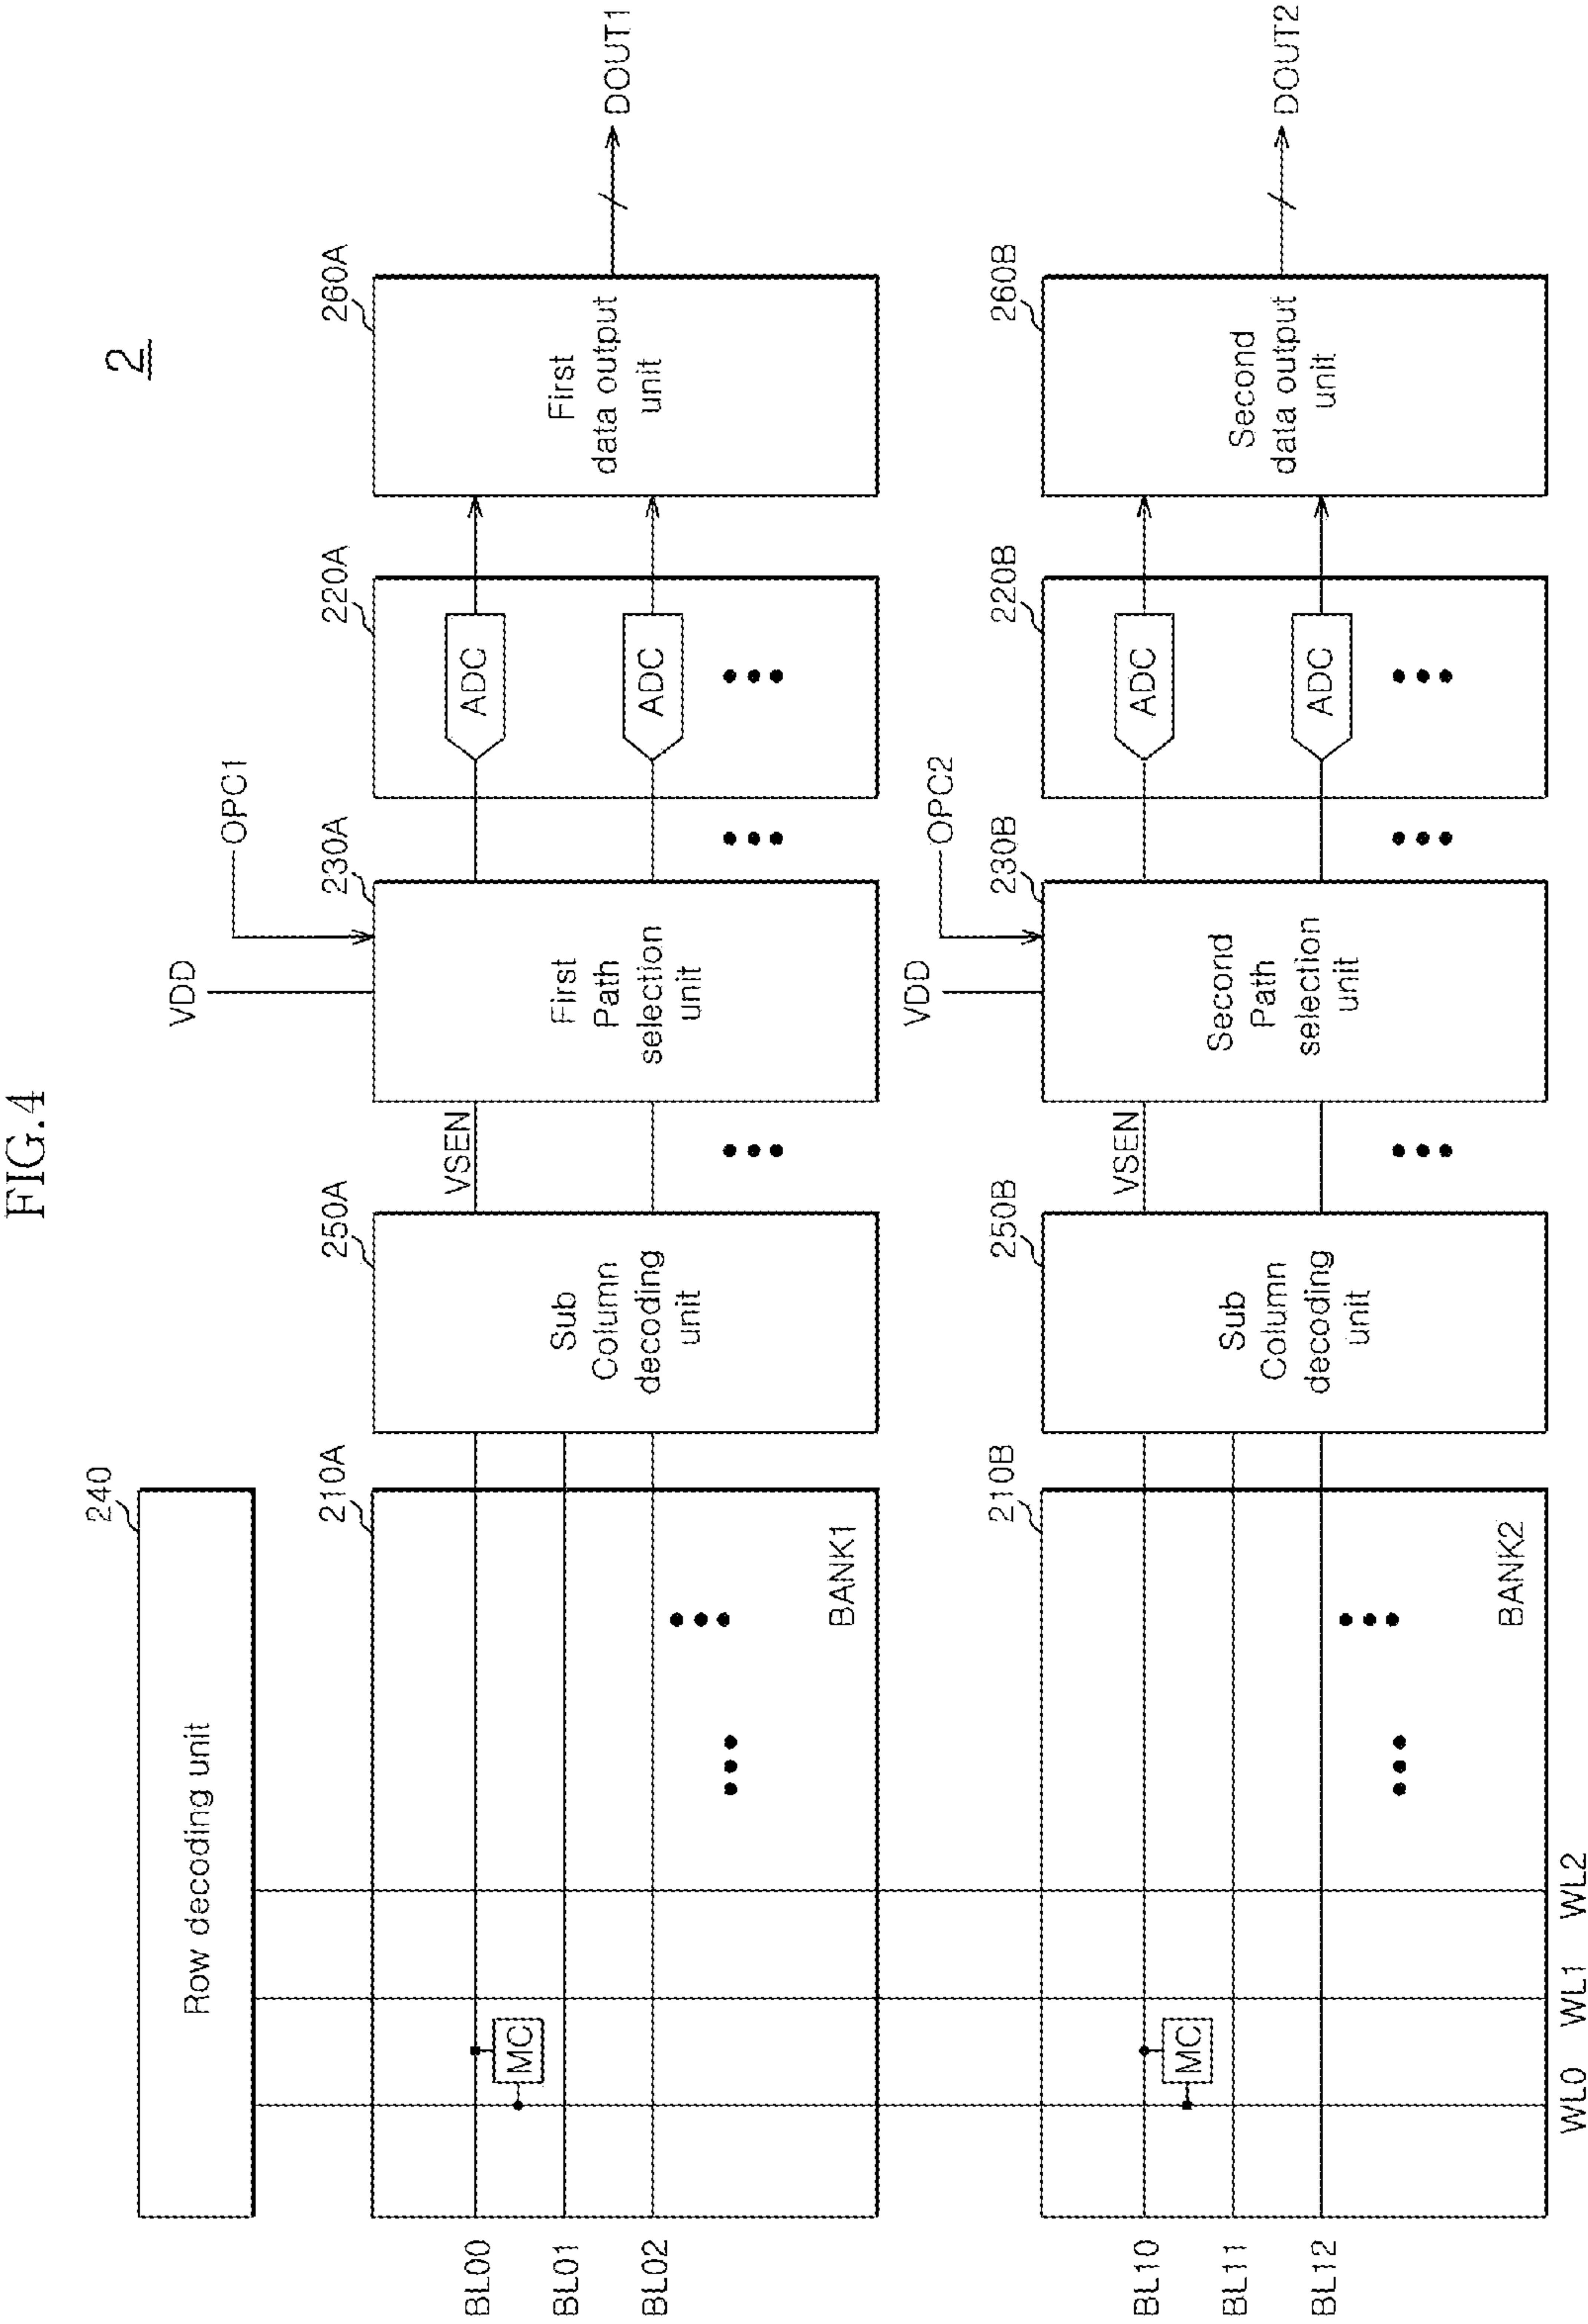 FIG.4
2
240
Row decoding unit
VDD
OPC1
VDD
OPC2
210A
250A
230A
220A
260A
BL00
BL01
BL02
MC
BANK1
Sub
Column
decoding
unit
VSEN
First
Path
selection
unit
ADC
ADC
First
data output
unit
DOUT1
210B
250B
230B
220B
260B
BL10
BL11
BL12
MC
BANK2
Sub
Column
decoding
unit
VSEN
Second
Path
selection
unit
ADC
ADC
Second
data output
unit
DOUT2
WL0
WL1
WL2